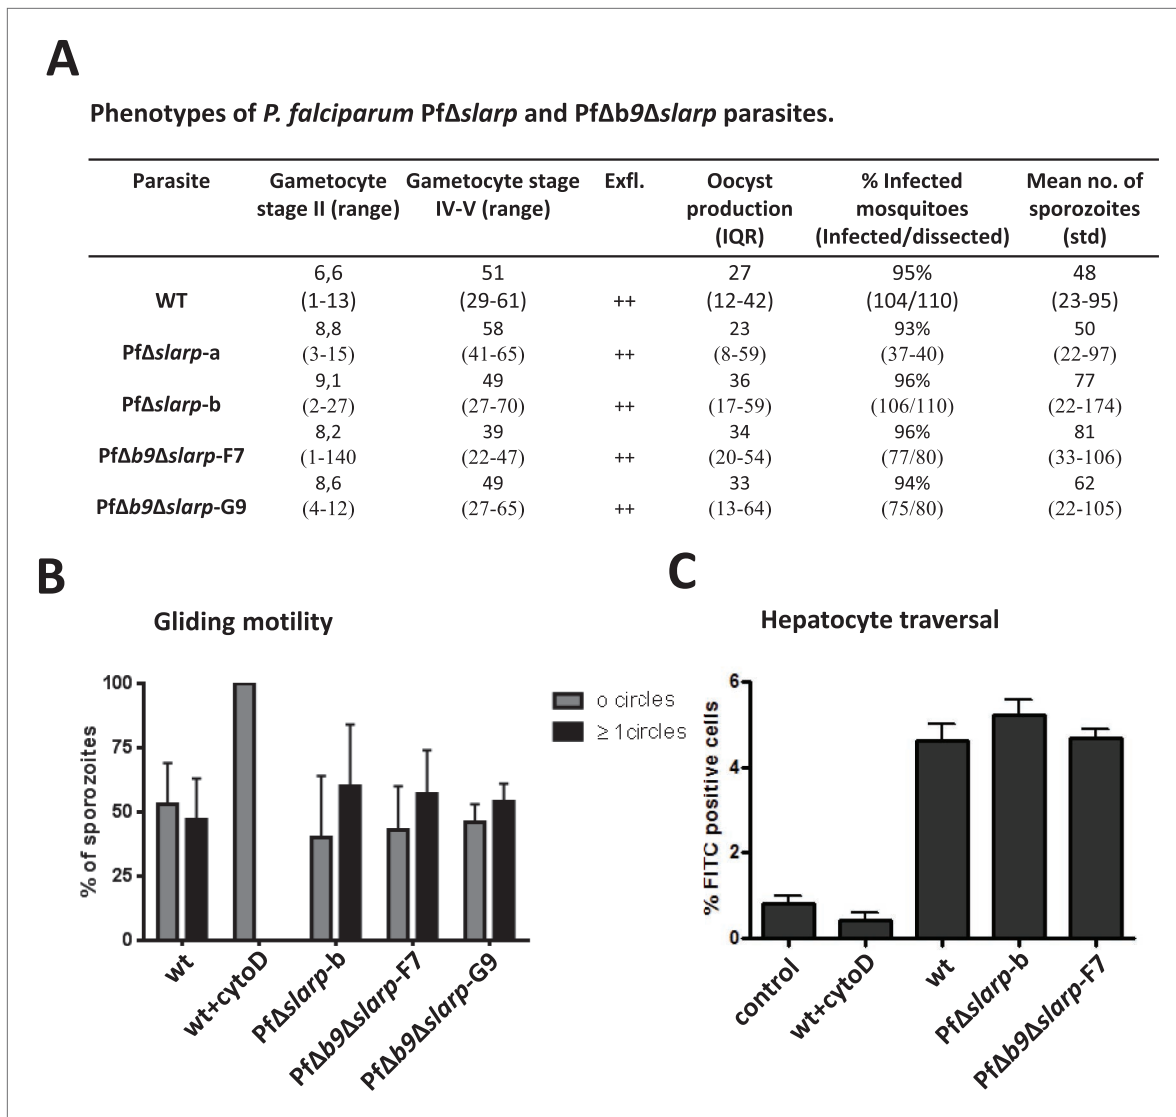 A
Phenotypes of P. falciparum PfΔslarp and PfΔb9Δslarp parasites.
Parasite Gametocyte Gametocyte stage Exfl. Oocyst % Infected Mean no. of
stage II (range) IV-V (range) production mosquitoes sporozoites
(IQR) (Infected/dissected) (std)
6,6 51 27 95% 48
WT (1-13) (29-61) ++ (12-42) (104/110) (23-95)
8,8 58 23 93% 50
PfΔslarp-a (3-15) (41-65) ++ (8-59) (37-40) (22-97)
9,1 49 36 96% 77
PfΔslarp-b (2-27) (27-70) ++ (17-59) (106/110) (22-174)
8,2 39 34 96% 81
PfΔb9Δslarp-F7 (1-140 (22-47) ++ (20-54) (77/80) (33-106)
8,6 49 33 94% 62
PfΔb9Δslarp-G9 (4-12) (27-65) ++ (13-64) (75/80) (22-105)
B
Gliding motility
% of sporozoites
100
75
50
25
0
o circles
≥ 1circles
wt
wt+cytoD
PfΔslarp-b
PfΔb9Δslarp-F7
PfΔb9Δslarp-G9
C
Hepatocyte traversal
% FITC positive cells
6
4
2
0
control
wt+cytoD
wt
PfΔslarp-b
PfΔb9Δslarp-F7